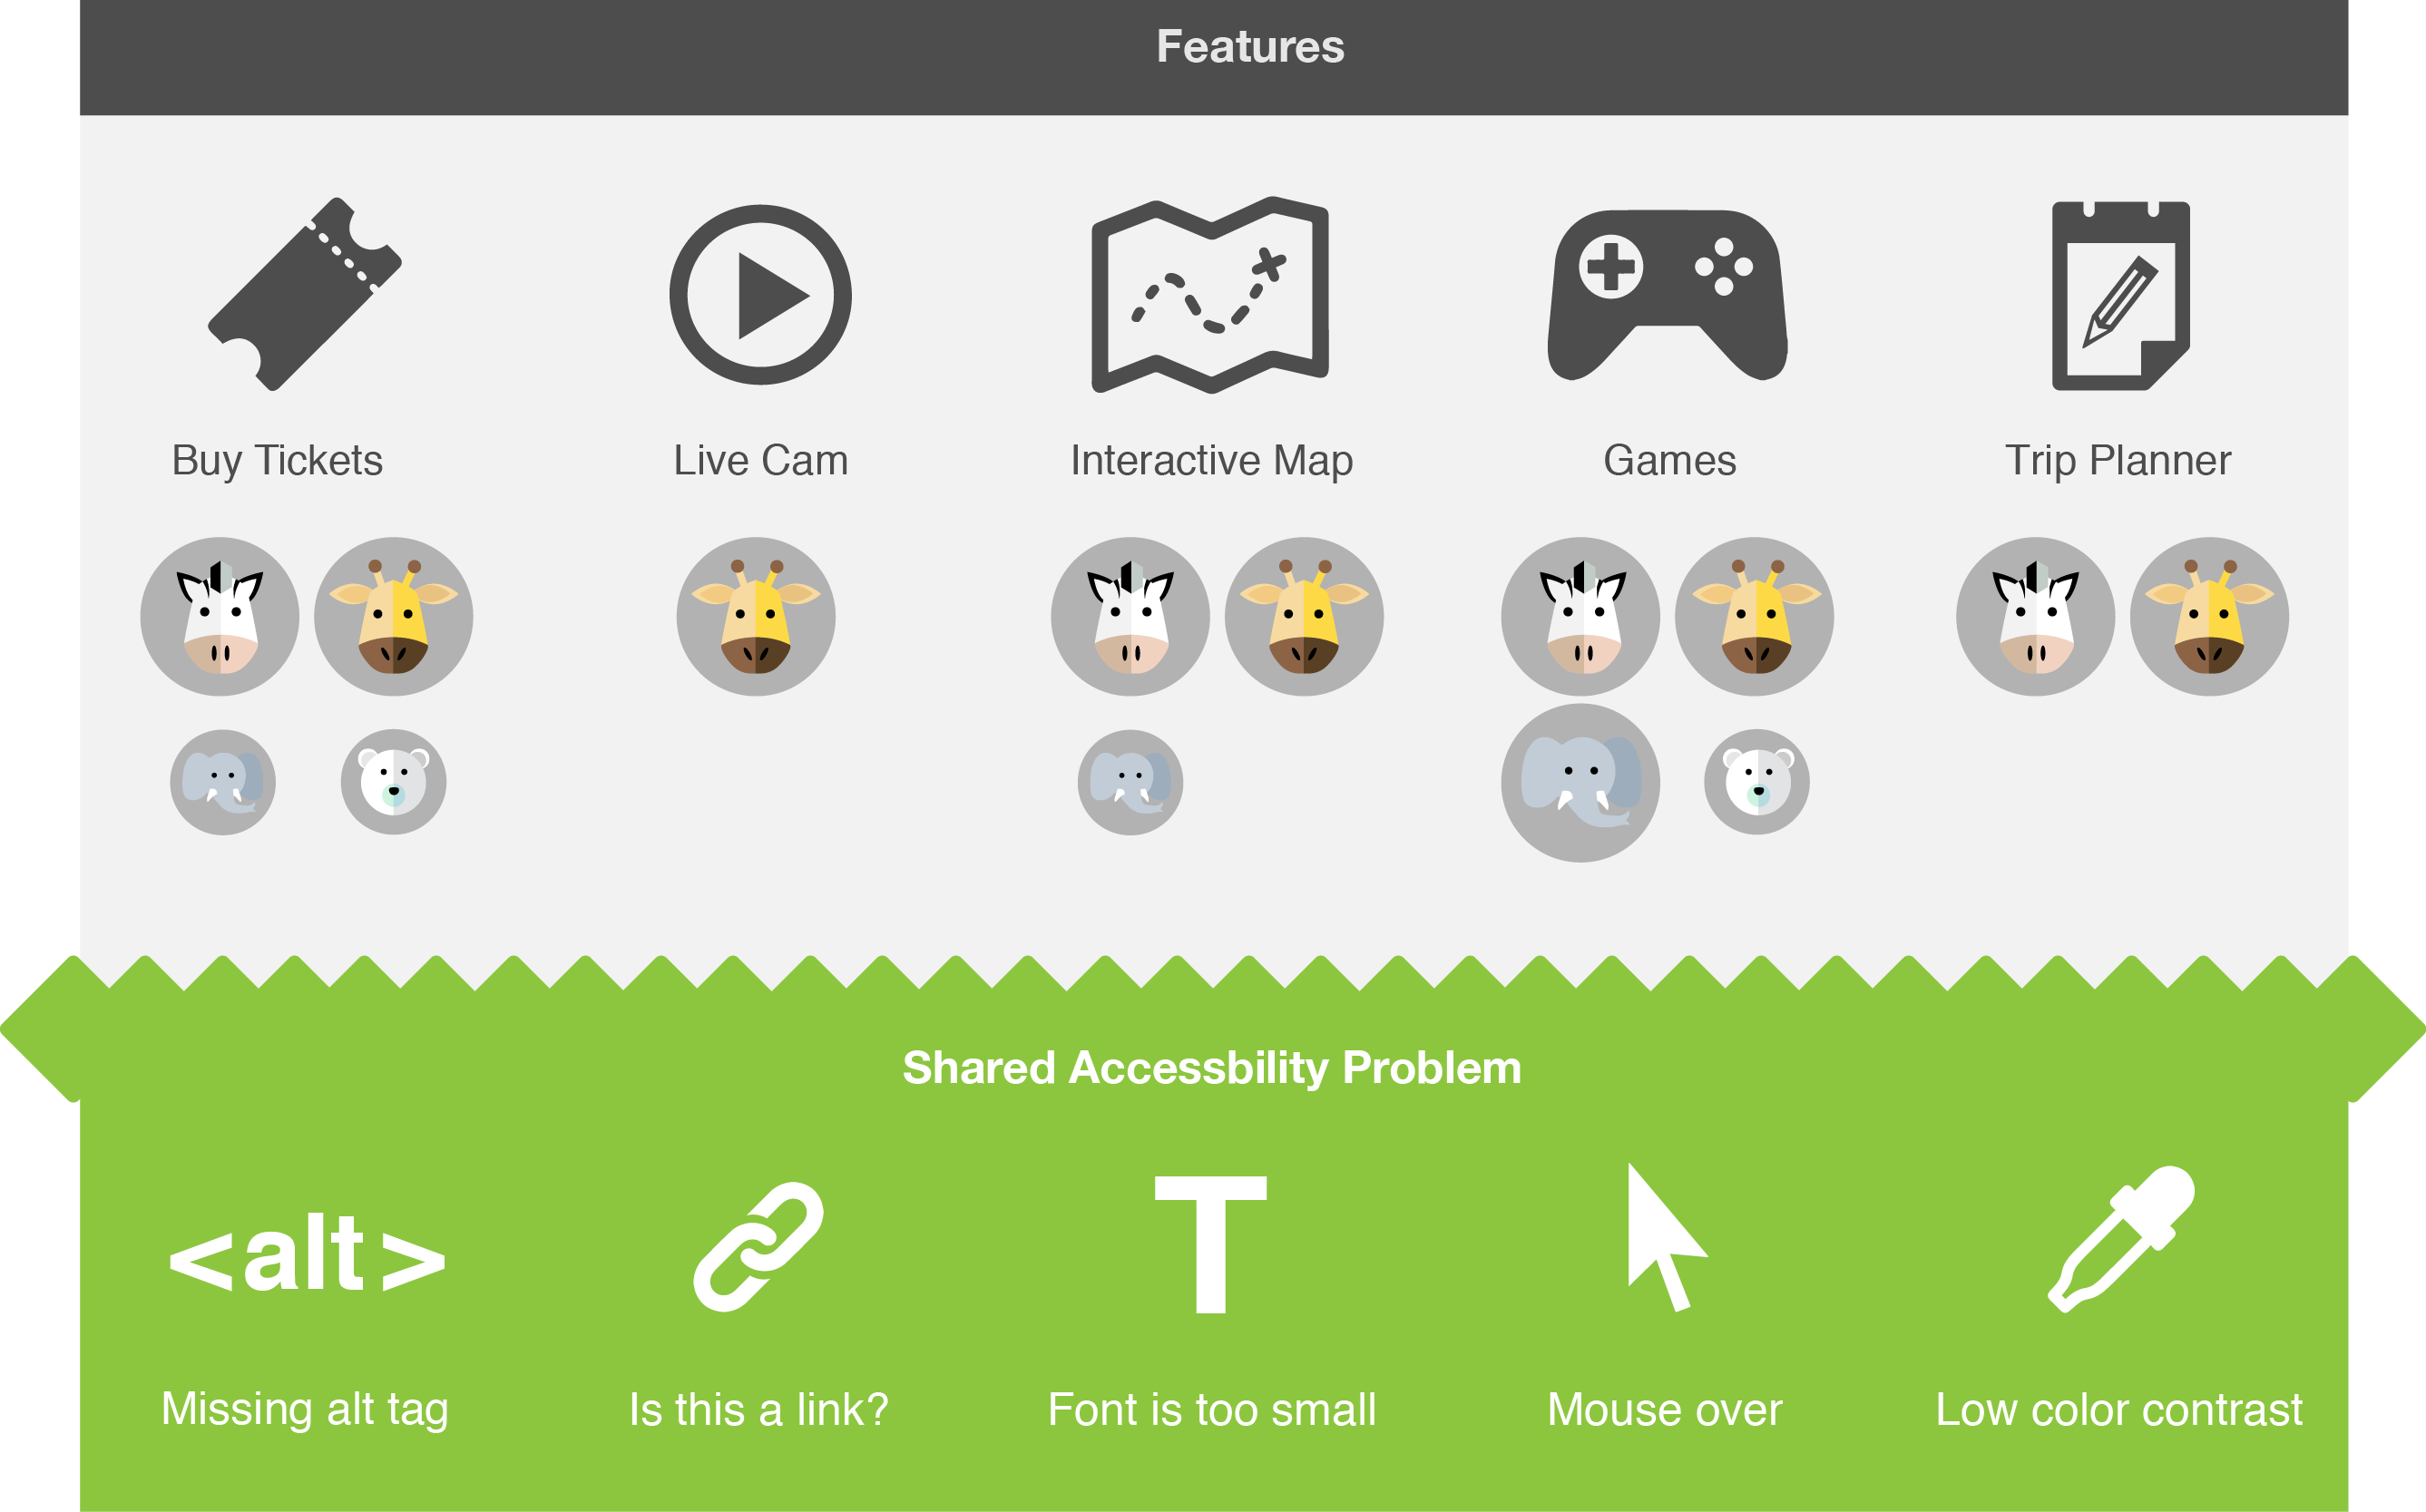 Features
Buy Tickets
Live Cam
Interactive Map
Games
Trip Planner
Shared Accessbility Problem
<alt>
T
Missing alt tag
Is this a link?
Font is too small
Mouse over
Low color contrast